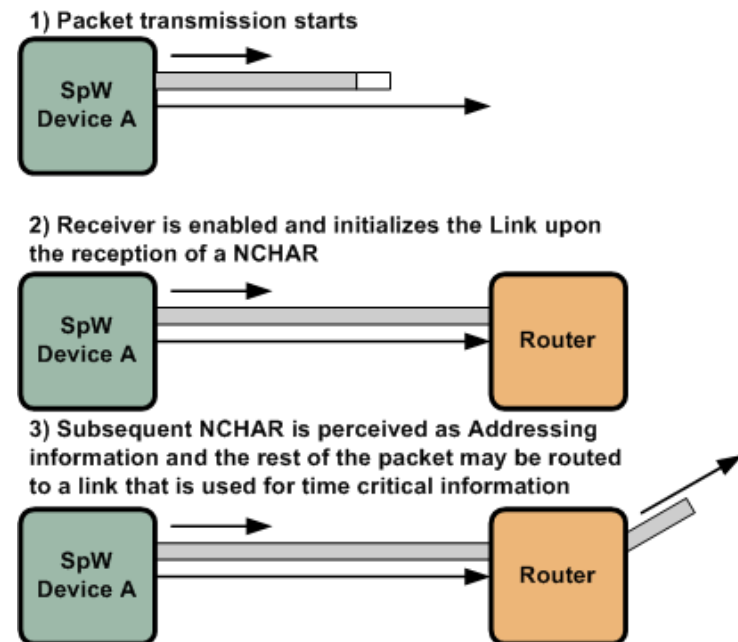 1) Packet transmission starts
SpW
Device A
2) Receiver is enabled and initializes the Link upon
the reception of a NCHAR
SpW
Device A
Router
3) Subsequent NCHAR is perceived as Addressing
information and the rest of the packet may be routed
to a link that is used for time critical information
SpW
Device A
Router